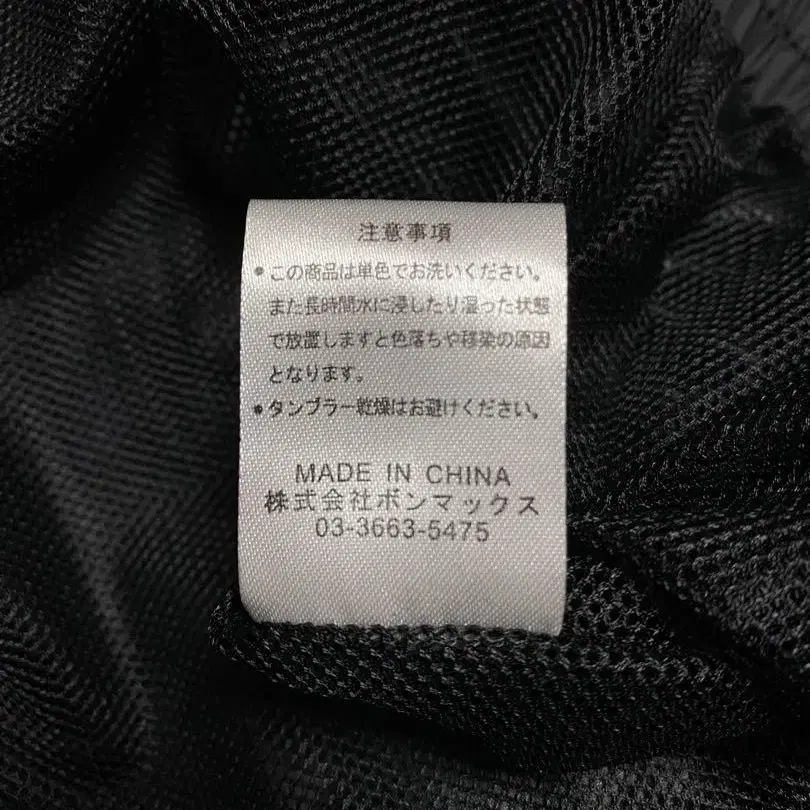 注意事項
•この商品は単色でお洗いください。
また長時間水に浸したり湿った状態
で放置しますと色落ちや移染の原因
となります。
•タンブラー乾燥はお避けください。
MADE IN CHINA
株式会社ボンマックス
03-3663-5475